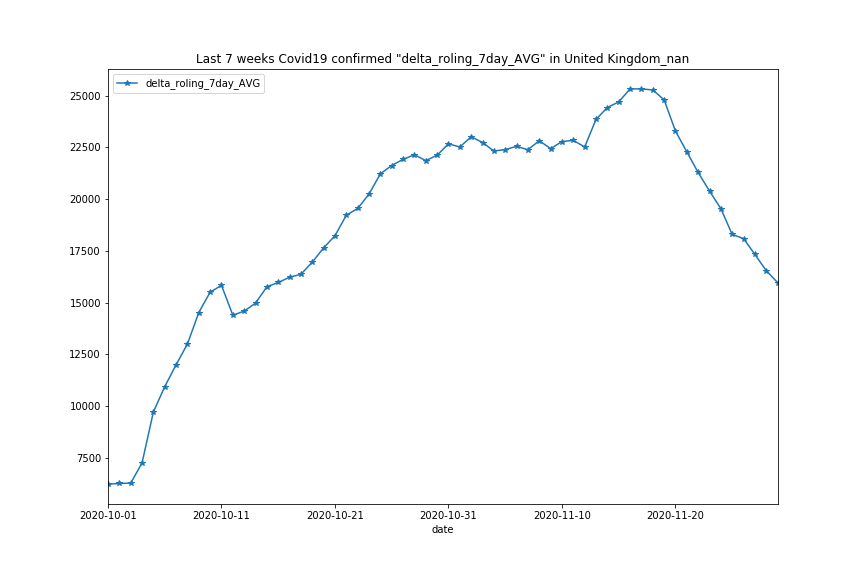 Last 7 weeks Covid19 confirmed "delta_roling_7day_AVG" in United Kingdom_nan
delta_roling_7day_AVG
25000
22500
20000
17500
15000
12500
10000
7500
2020-10-01 2020-10-11 2020-10-21 2020-10-31 2020-11-10 2020-11-20
date